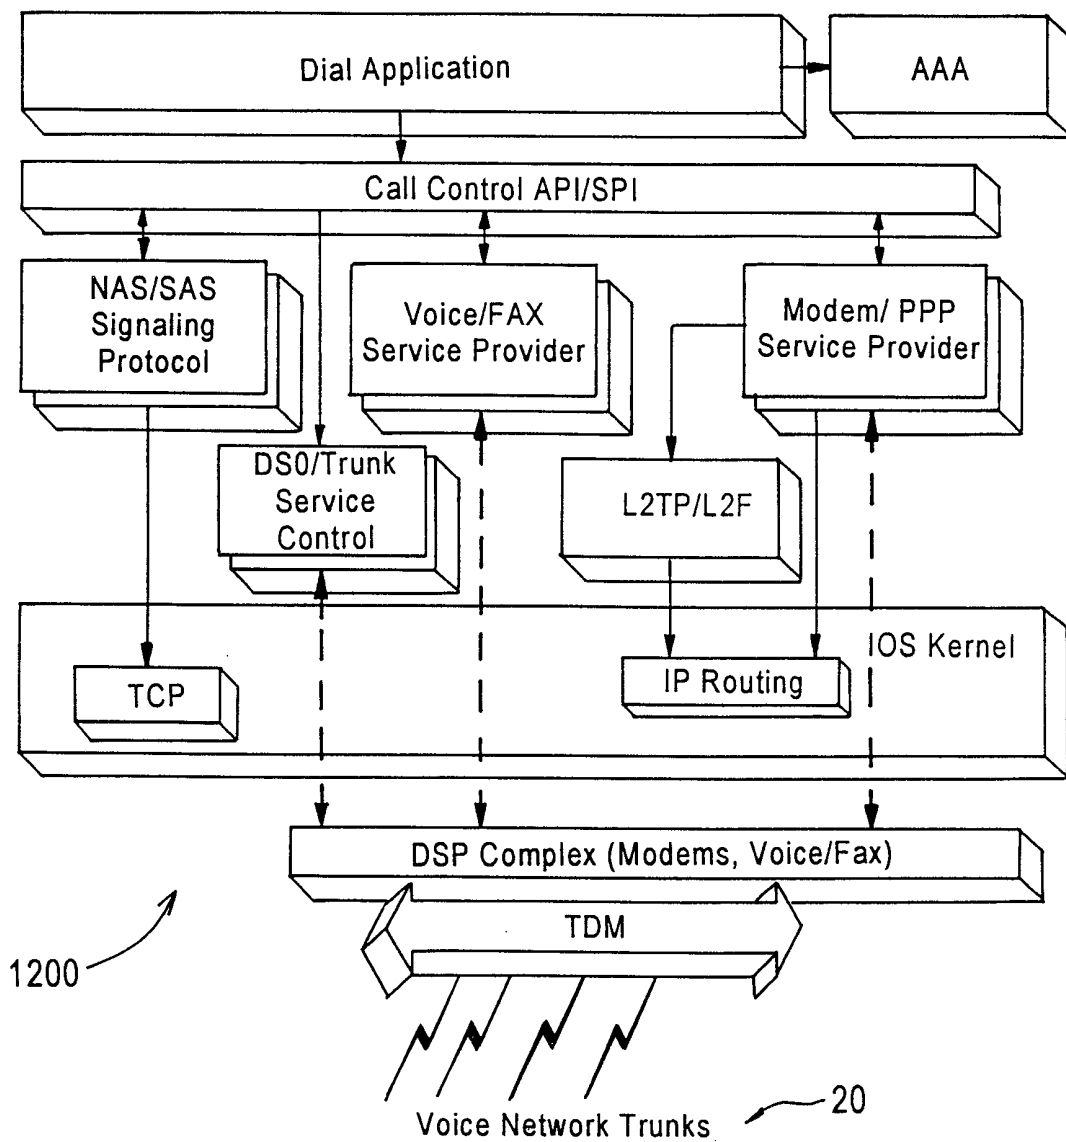 Dial Application
AAA
Call Control API/SPI
NAS/SAS
Signaling
Protocol
Voice/FAX
Service Provider
Modem/ PPP
Service Provider
DS0/Trunk
Service
Control
L2TP/L2F
IOS Kernel
TCP
IP Routing
DSP Complex (Modems, Voice/Fax)
TDM
1200
Voice Network Trunks
20